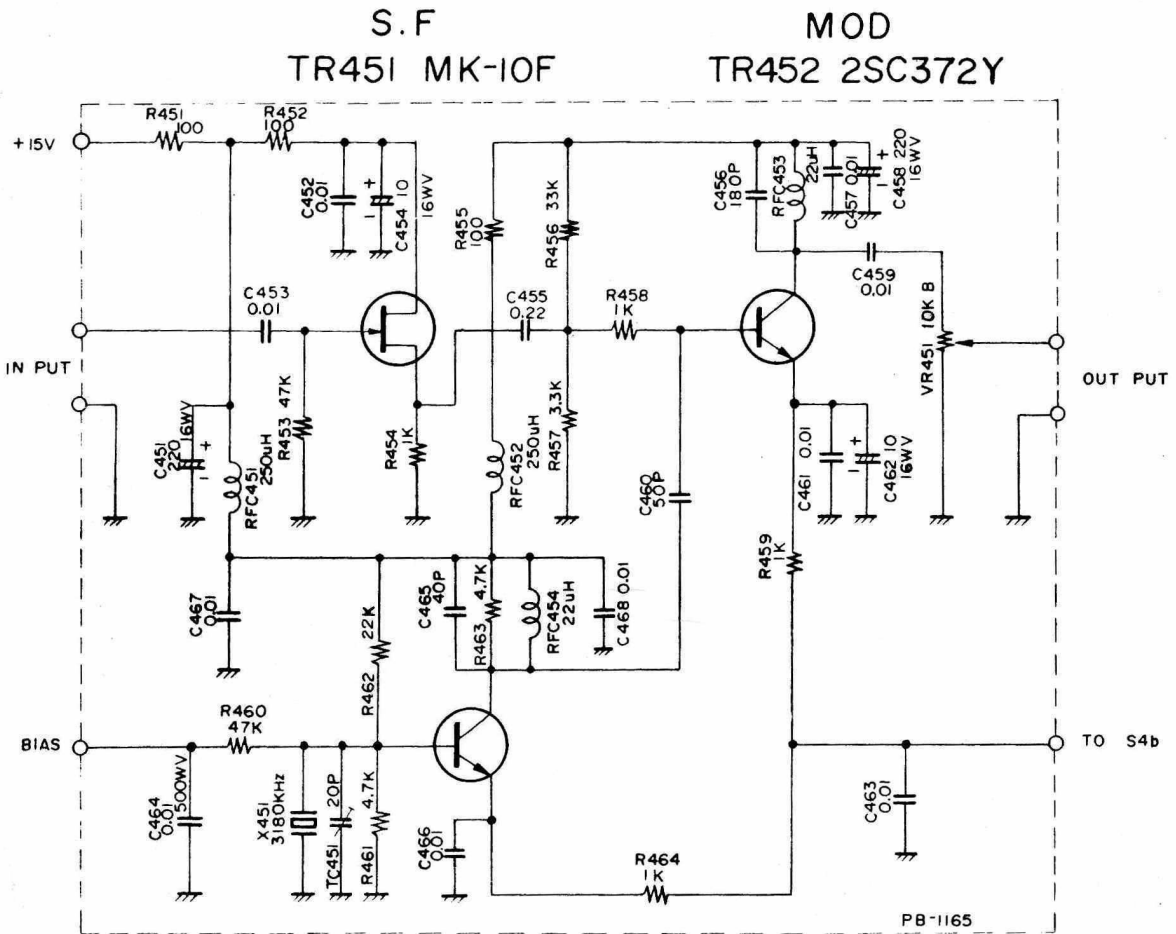 S.F
MOD
TR451 MK-10F
TR452 2SC372Y
+15V
R451
100
R452
100
C452
0.01
C454 10
16WV
R455
100
R456 33K
C456
180P
RFC453
22uH
C457 0.01
C458 220
16WV
C453
0.01
C455
0.22
R458
1K
C459
0.01
VR451 10K B
IN PUT
OUT PUT
C451
220
16WV
RFC451
250uH
R453 47K
R454
1K
RFC452
250uH
R457 3.3K
C460
50P
C461 0.01
C462 10
16WV
R459
1K
C467
0.01
22K
R462
C465
40P
R463 4.7K
RFC454
22uH
C468 0.01
BIAS
R460
47K
TO S4b
C464
0.01
500WV
X451
3180KHz
TC451 20P
R461 4.7K
C466
0.01
R464
1K
C463
0.01
PB-1165